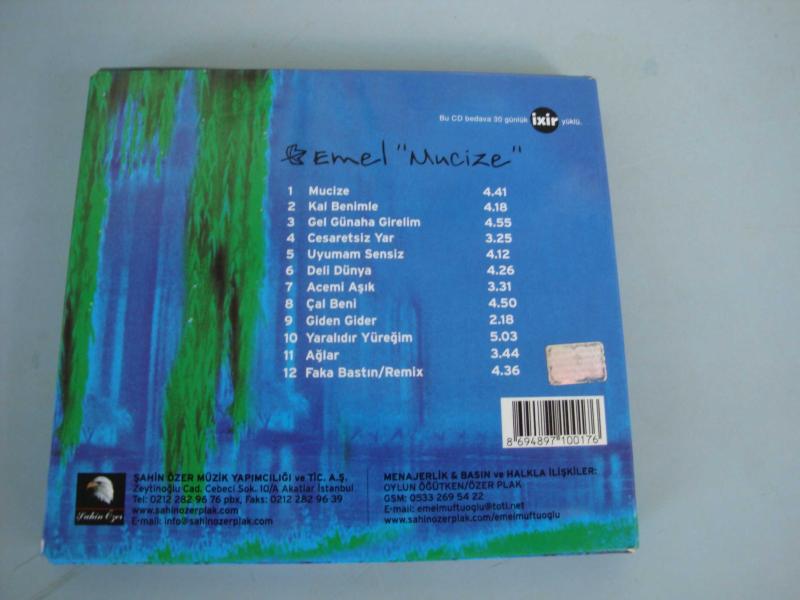 Bu CD bedava 30 günlük ixir yüklü.
Emel "Mucize"
1 Mucize 4.41
2 Kal Benimle 4.18
3 Gel Günaha Girelim 4.55
4 Cesaretsiz Yar 3.25
5 Uyumam Sensiz 4.12
6 Deli Dünya 4.26
7 Acemi Aşık 3.31
8 Çal Beni 4.50
9 Giden Gider 2.18
10 Yaralıdır Yüreğim 5.03
11 Ağlar 3.44
12 Faka Bastın/Remix 4.36
8 694897 100176
Şahin Özer
ŞAHİN ÖZER MÜZİK YAPIMCILIĞI ve TİC. A.Ş.
Zeytinoğlu Cad. Cebeci Sok. 10/A Akatlar İstanbul
Tel: 0212 282 96 76 pbx, Faks: 0212 282 96 39
www.sahinozerplak.com
E-mail: info@sahinozerplak.com
MENAJERLİK & BASIN ve HALKLA İLİŞKİLER:
OYLUN ÖĞÜTKEN/ÖZER PLAK
GSM: 0533 269 54 22
E-mail: emelmuftuoglu@toti.net
www.sahinozerplak.com/emelmuftuoglu